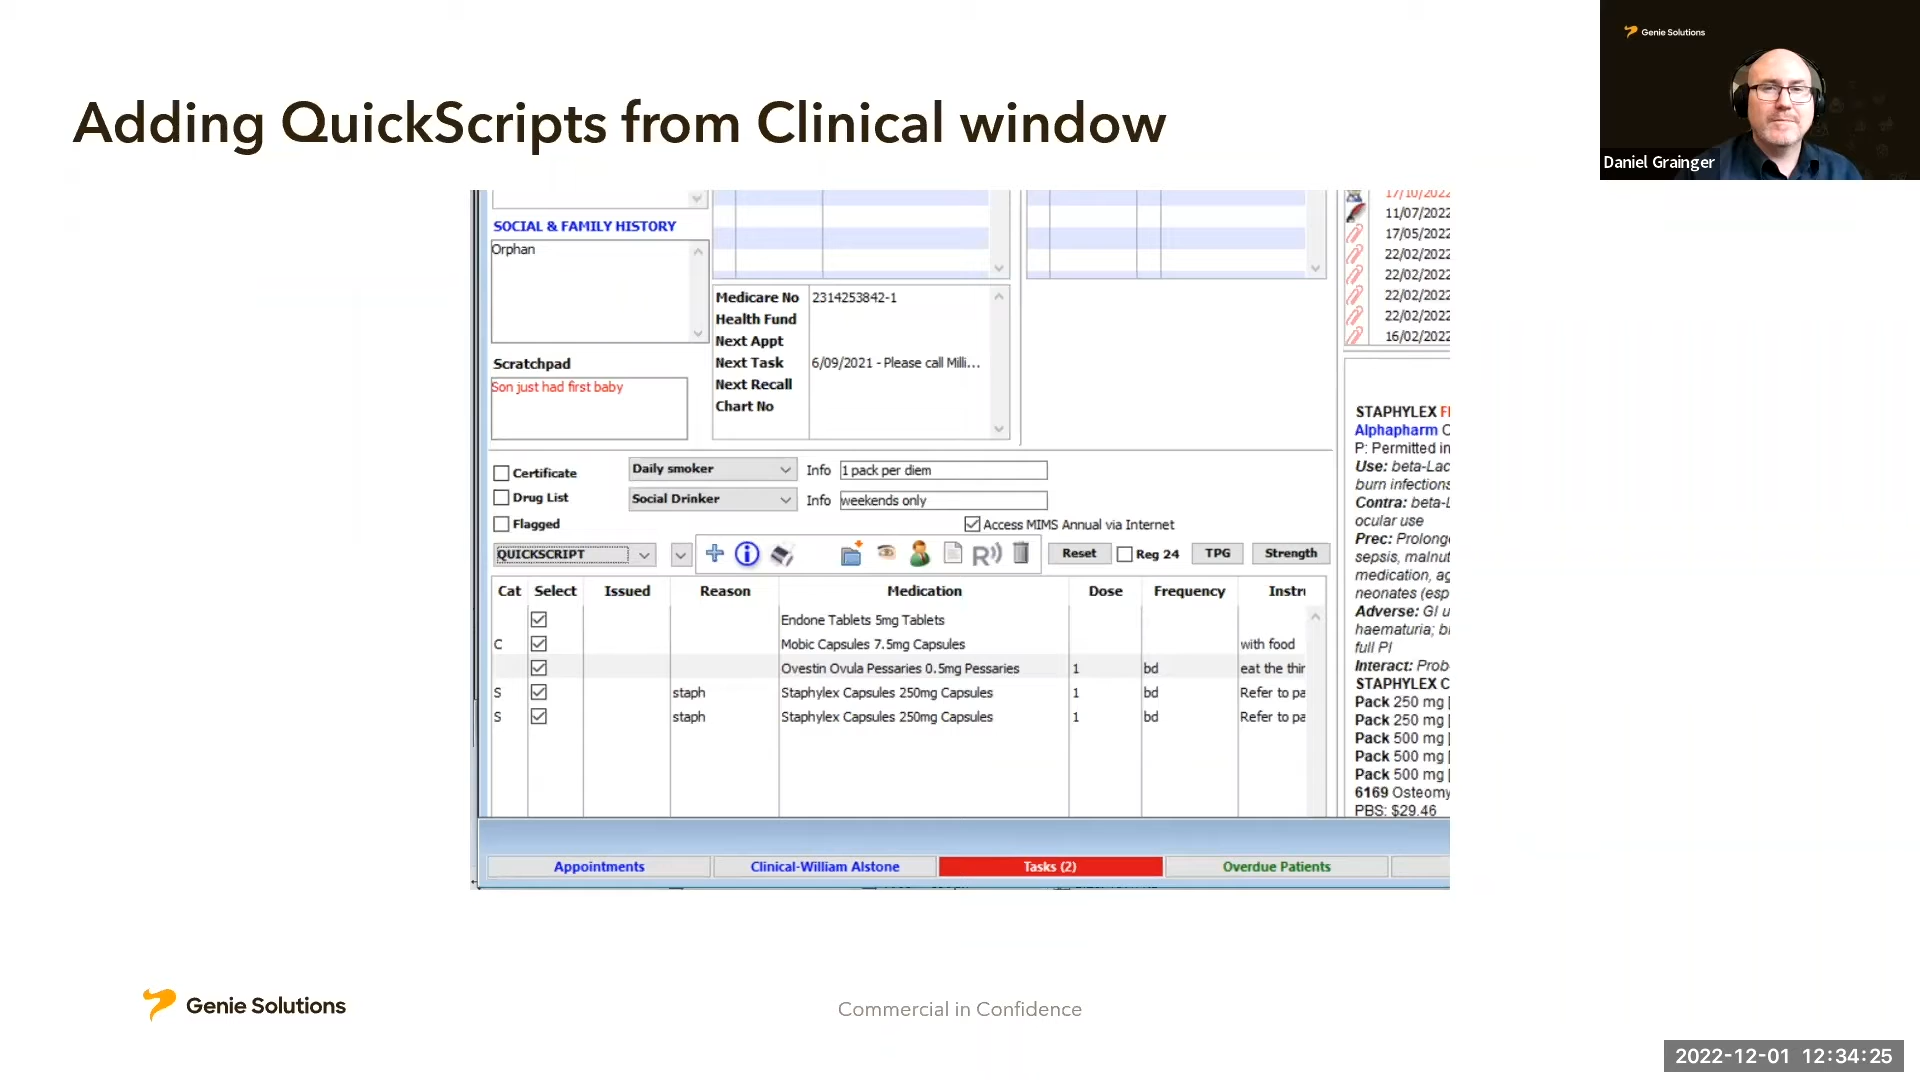 Adding QuickScripts from Clinical window
Genie Solutions
Daniel Grainger
SOCIAL & FAMILY HISTORY
Orphan
Scratchpad
Son just had first baby
Medicare No 2314253842-1
Health Fund
Next Appt
Next Task 6/09/2021 - Please call Milli...
Next Recall
Chart No
17/10/2022
11/07/2022
17/05/2022
22/02/2022
22/02/2022
22/02/2022
22/02/2022
16/02/2022
Certificate Daily smoker Info 1 pack per diem
Drug List Social Drinker Info weekends only
Flagged Access MIMS Annual via Internet
QUICKSCRIPT Reset Reg 24 TPG Strength
Cat Select Issued Reason Medication Dose Frequency Instr
Endone Tablets 5mg Tablets
C Mobic Capsules 7.5mg Capsules with food
Ovestin Ovula Pessaries 0.5mg Pessaries 1 bd eat the thin
S staph Staphylex Capsules 250mg Capsules 1 bd Refer to pa
S staph Staphylex Capsules 250mg Capsules 1 bd Refer to pa
STAPHYLEX Fl
Alphapharm C
P: Permitted in
Use: beta-Lac
burn infections
Contra: beta-L
ocular use
Prec: Prolong
sepsis, malnut
medication, ag
neonates (esp
Adverse: GI u
haematuria; bl
full PI
Interact: Prob
STAPHYLEX C
Pack 250 mg [
Pack 250 mg [
Pack 500 mg [
Pack 500 mg [
Pack 500 mg [
6169 Osteomy
PBS: $29.46
Appointments Clinical-William Alstone Tasks (2) Overdue Patients
Genie Solutions
Commercial in Confidence
2022-12-01 12:34:25